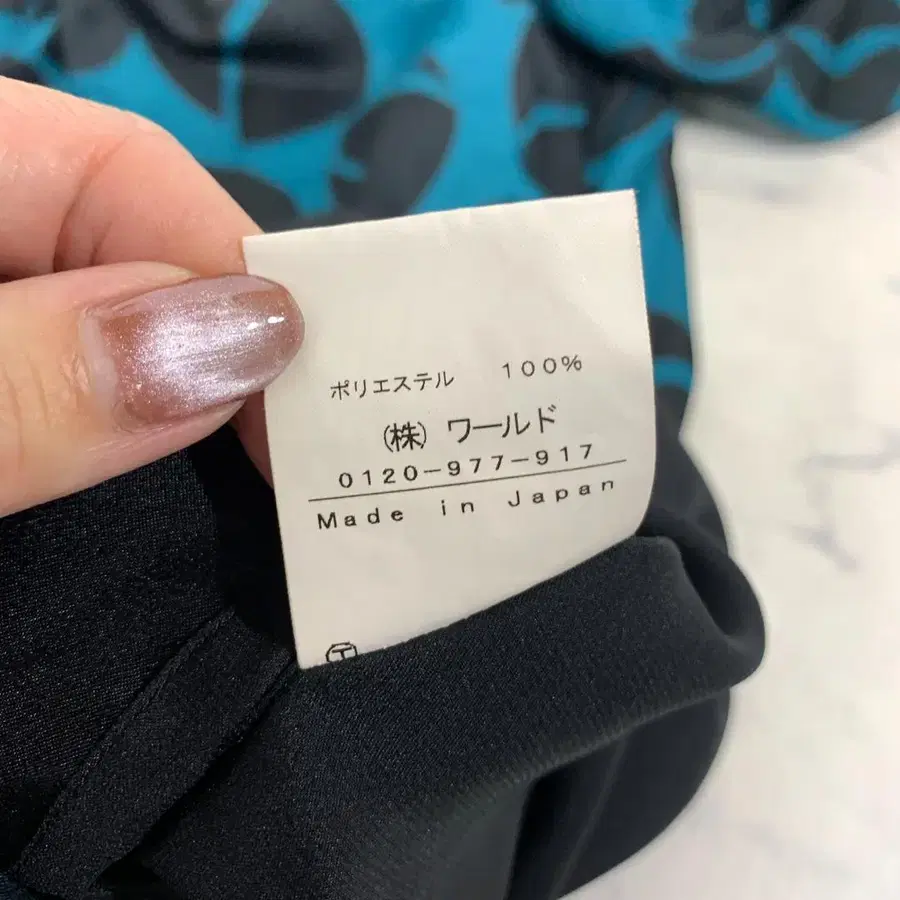 ポリエステル 100%
(株) ワールド
0120-977-917
Made in Japan